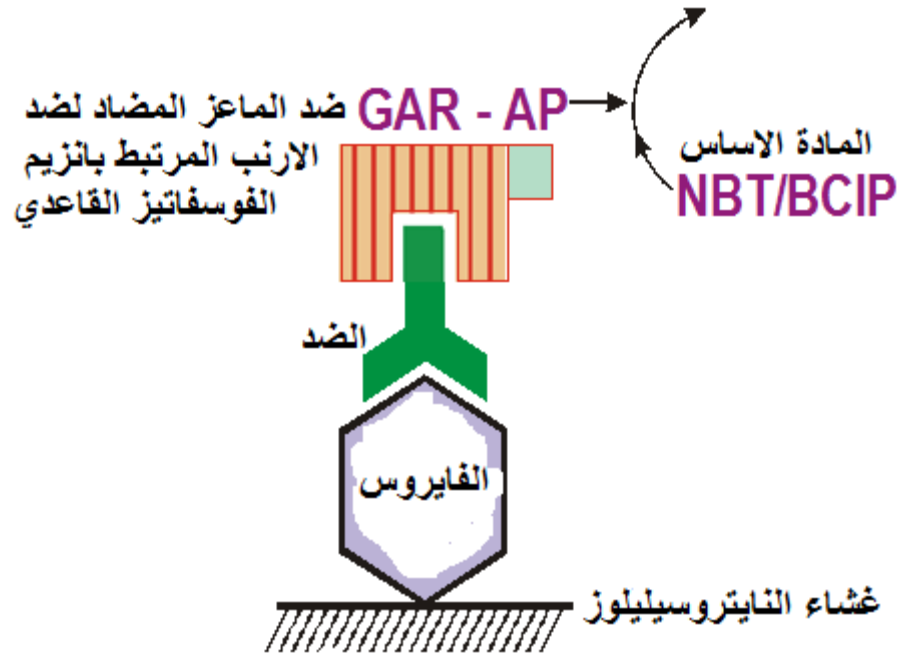 ضد الماعز المضاد لضد GAR - AP
الارنب المرتبط بانزيم
الفوسفاتيز القاعدي
المادة الاساس
NBT/BCIP
الضد
الفايروس
غشاء النايتروسيليلوز